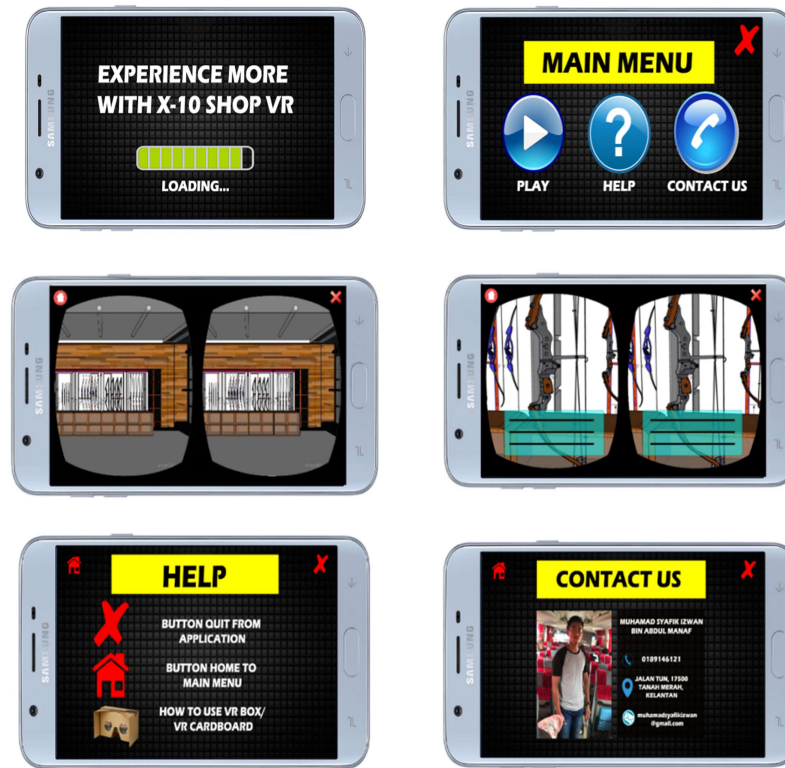 SAMSUNG
EXPERIENCE MORE
WITH X-10 SHOP VR
LOADING...
MAIN MENU
PLAY
HELP
CONTACT US
SAMSUNG
SAMSUNG
SAMSUNG
SAMSUNG
HELP
BUTTON QUIT FROM
APPLICATION
BUTTON HOME TO
MAIN MENU
HOW TO USE VR BOX/
VR CARDBOARD
SAMSUNG
CONTACT US
MUHAMAD SYAFIK IZWAN
BIN ABDUL MANAF
0189146121
JALAN TUN, 17500
TANAH MERAH,
KELANTAN
muhamadsyafikizwan
@gmail.com